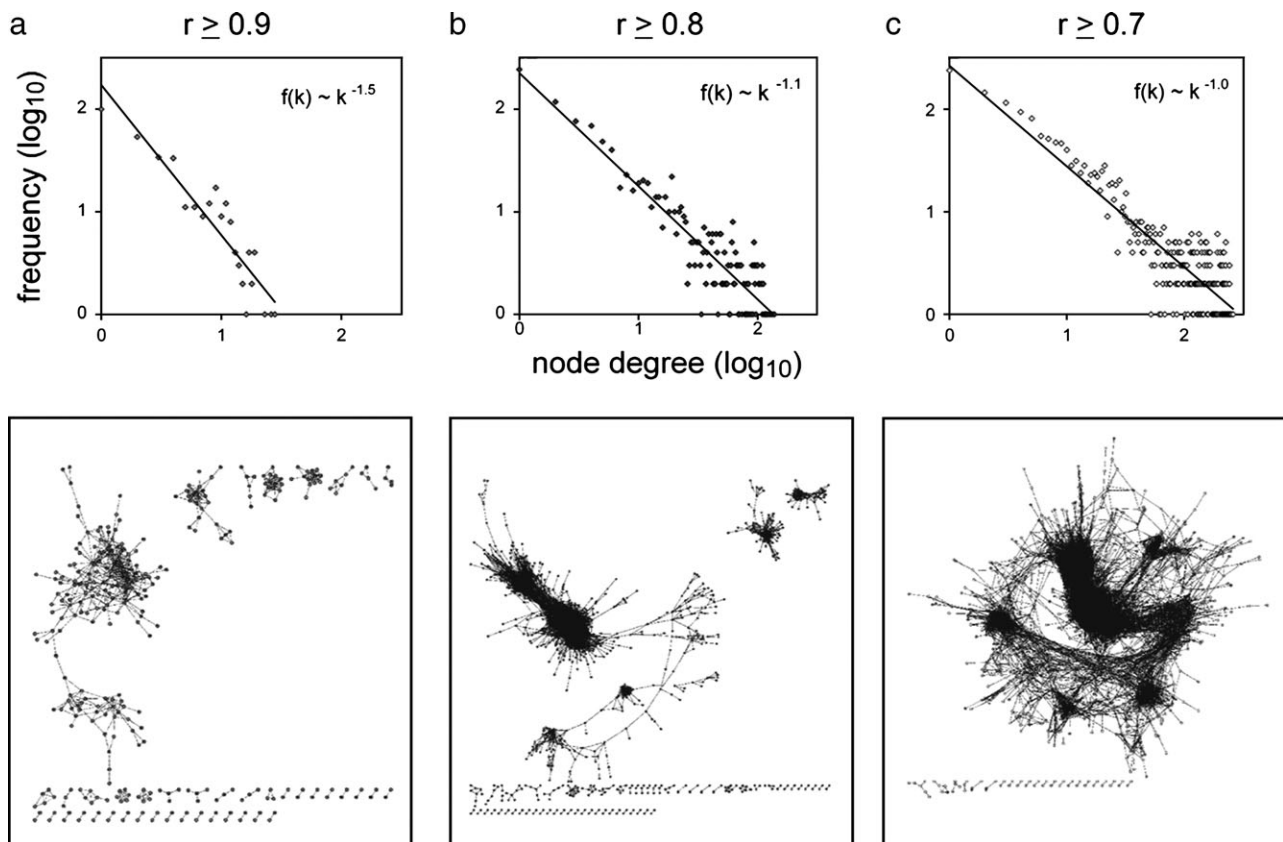 a r ≥ 0.9 b r ≥ 0.8 c r ≥ 0.7
f(k) ~ k -1.5
f(k) ~ k -1.1
f(k) ~ k -1.0
frequency (log10)
2
1
0
0 1 2
2
1
0
0 1 2
2
1
0
0 1 2
node degree (log10)